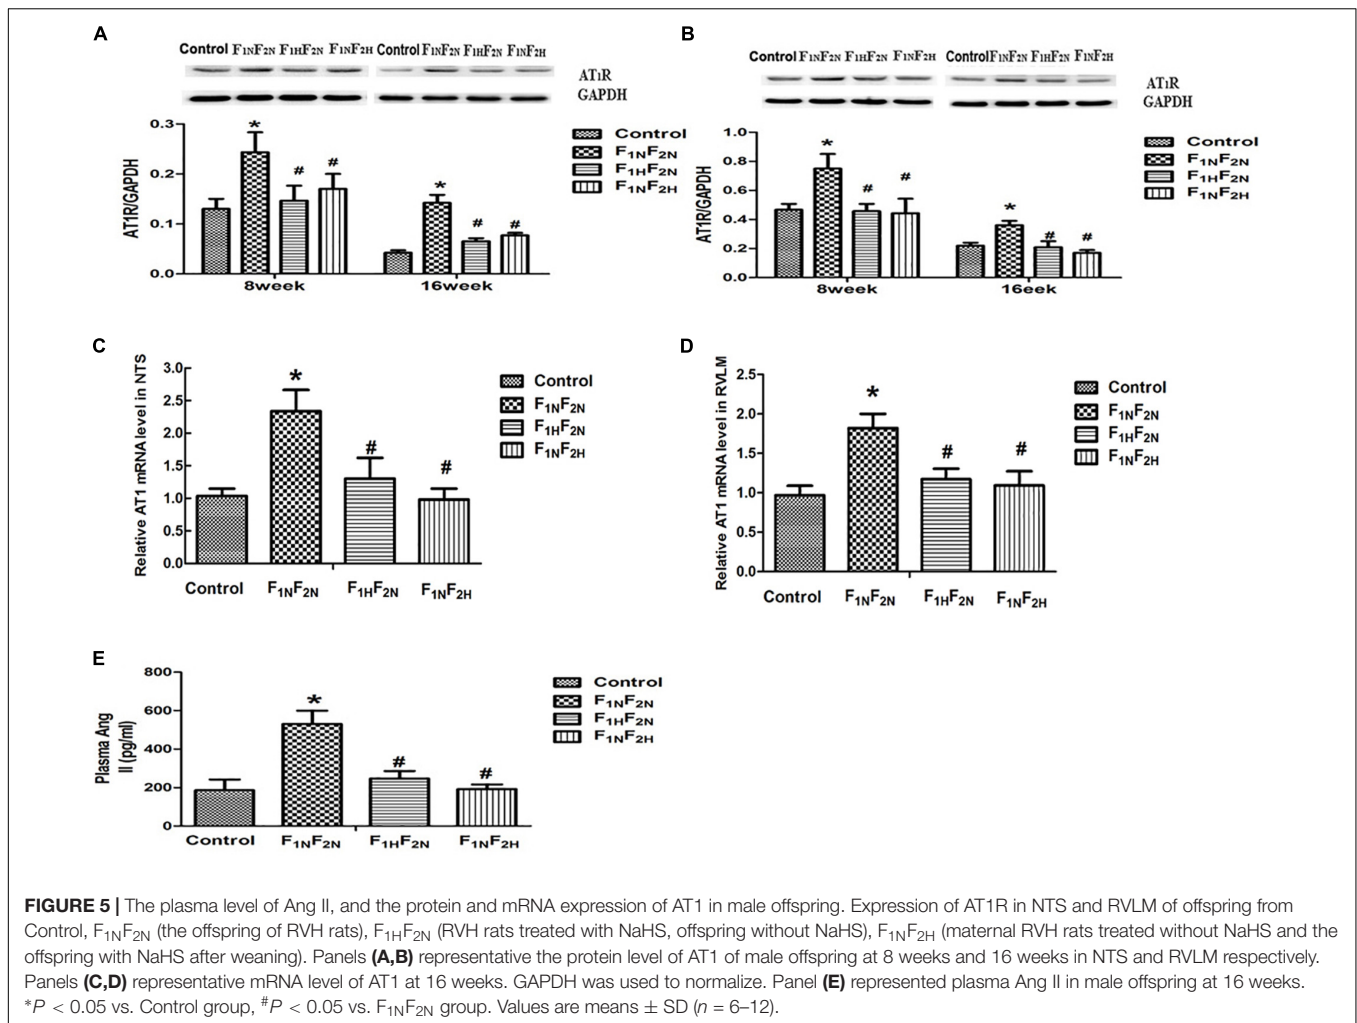 A
Control F1NF2N F1HF2N F1NF2H Control F1NF2N F1HF2N F1NF2H
AT1R
GAPDH
0.3
0.2
0.1
0.0
AT1R/GAPDH
* # # * # #
8week 16week
Control
F1NF2N
F1HF2N
F1NF2H
B
Control F1NF2N F1HF2N F1NF2H Control F1NF2N F1HF2N F1NF2H
AT1R
GAPDH
1.0
0.8
0.6
0.4
0.2
0.0
AT1R/GAPDH
* # # * # #
8week 16eek
Control
F1NF2N
F1HF2N
F1NF2H
C
Relative AT1 mRNA level in NTS
3.0
2.5
2.0
1.5
1.0
0.5
0.0
* # #
Control F1NF2N F1HF2N F1NF2H
Control
F1NF2N
F1HF2N
F1NF2H
D
Relative AT1 mRNA level in RVLM
2.5
2.0
1.5
1.0
0.5
0.0
* # #
Control F1NF2N F1HF2N F1NF2H
Control
F1NF2N
F1HF2N
F1NF2H
E
Plasma Ang
II (pg/ml)
800
600
400
200
0
* # #
Control F1NF2N F1HF2N F1NF2H
Control
F1NF2N
F1HF2N
F1NF2H
FIGURE 5 | The plasma level of Ang II, and the protein and mRNA expression of AT1 in male offspring. Expression of AT1R in NTS and RVLM of offspring from
Control, F1NF2N (the offspring of RVH rats), F1HF2N (RVH rats treated with NaHS, offspring without NaHS), F1NF2H (maternal RVH rats treated without NaHS and the
offspring with NaHS after weaning). Panels (A,B) representative the protein level of AT1 of male offspring at 8 weeks and 16 weeks in NTS and RVLM respectively.
Panels (C,D) representative mRNA level of AT1 at 16 weeks. GAPDH was used to normalize. Panel (E) represented plasma Ang II in male offspring at 16 weeks.
*P < 0.05 vs. Control group, #P < 0.05 vs. F1NF2N group. Values are means ± SD (n = 6–12).